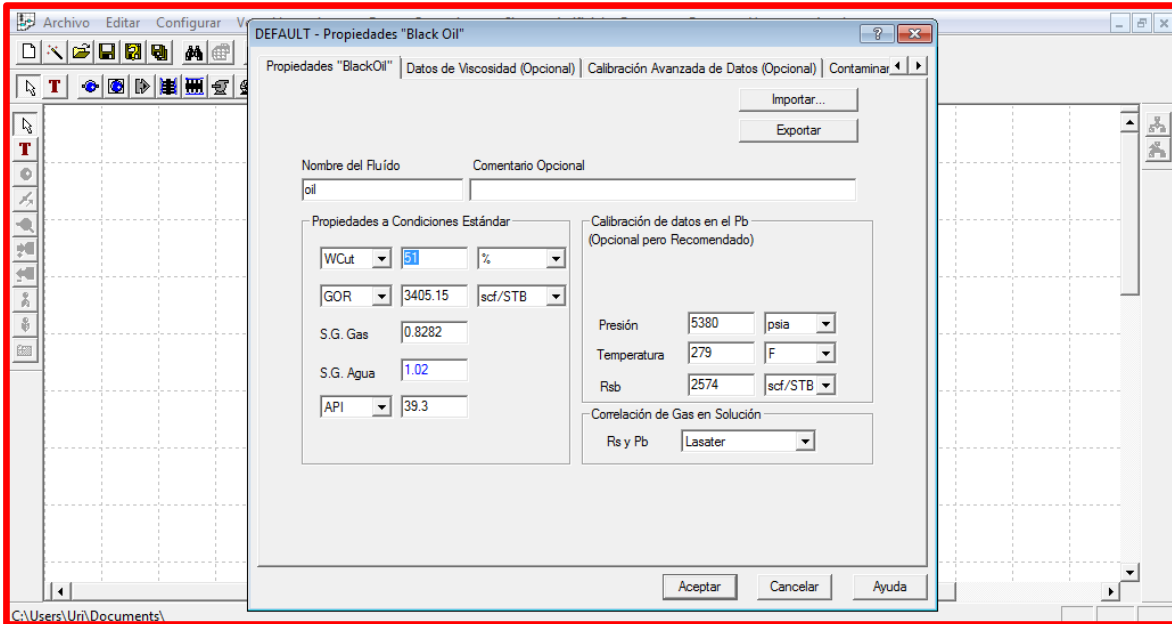 Archivo Editar Configurar
DEFAULT - Propiedades "Black Oil"
Propiedades "BlackOil" Datos de Viscosidad (Opcional) Calibración Avanzada de Datos (Opcional) Contaminar
Importar...
Exportar
Nombre del Fluído Comentario Opcional
oil
Propiedades a Condiciones Estándar
WCut 51 %
GOR 3405.15 scf/STB
S.G. Gas 0.8282
S.G. Agua 1.02
API 39.3
Calibración de datos en el Pb
(Opcional pero Recomendado)
Presión 5380 psia
Temperatura 279 F
Rsb 2574 scf/STB
Correlación de Gas en Solución
Rs y Pb Lasater
Aceptar Cancelar Ayuda
C:\Users\Uri\Documents\